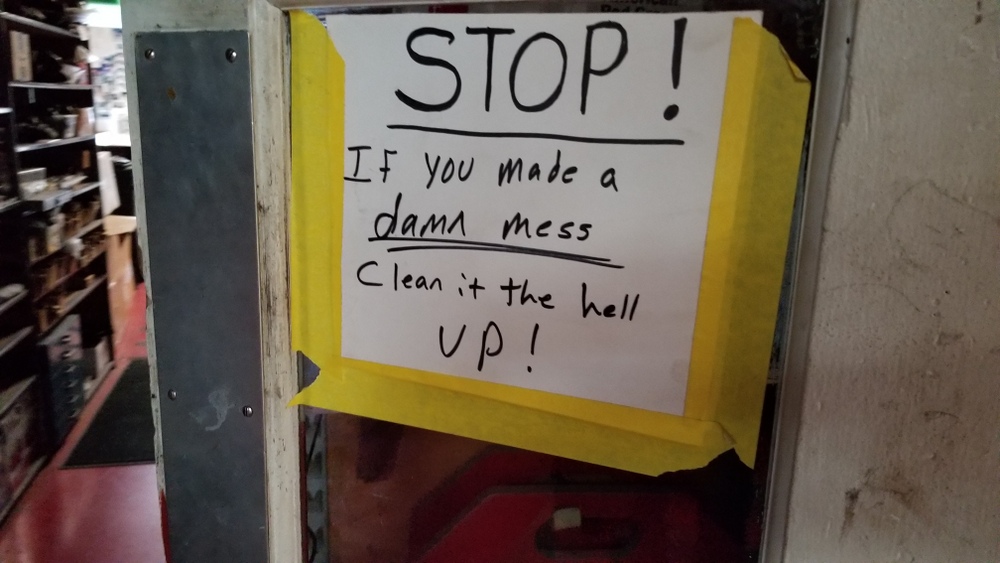 STOP!
If you made a
damn mess
Clean it the hell
UP!